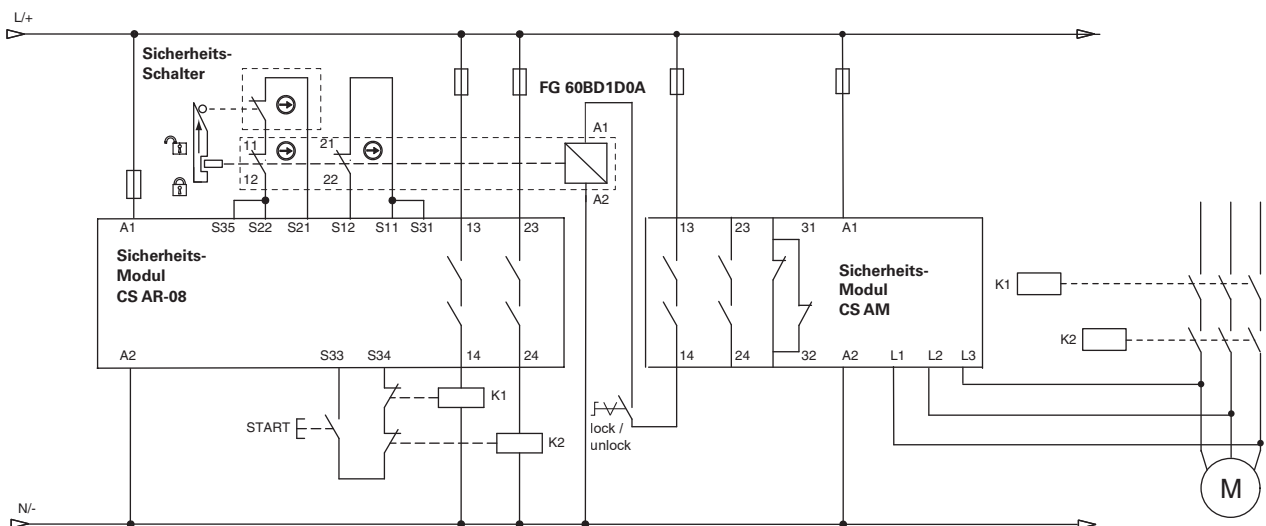 L/+
Sicherheits-
Schalter
FG 60BD1D0A
A1
11
21
12
22
A2
A1
S35
S22
S21
S12
S11
S31
13
23
13
23
31
A1
Sicherheits-
Modul
CS AR-08
Sicherheits-
Modul
CS AM
K1
K2
A2
S33
S34
14
24
14
24
32
A2
L1
L2
L3
K1
START
K2
lock /
unlock
M
N/-